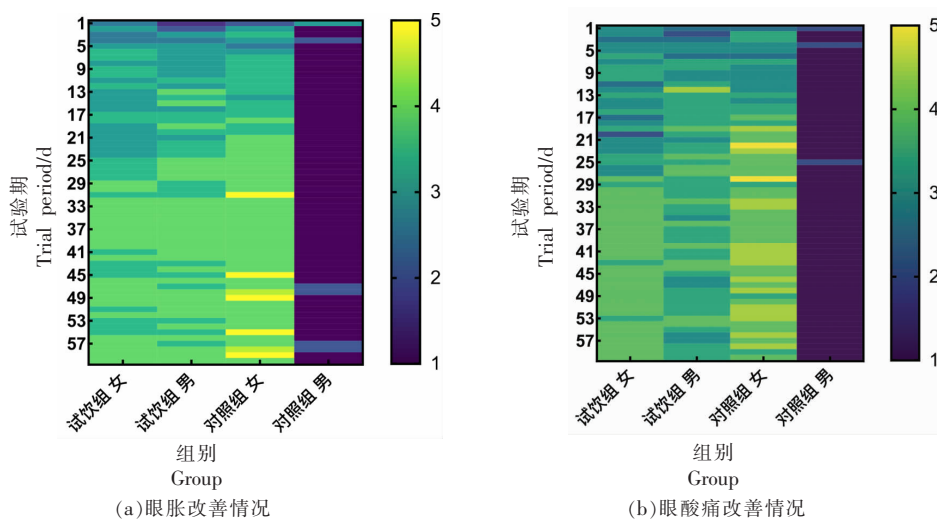 1
5
9
13
17
21
25
29
33
37
41
45
49
53
57
试验期
Trial period/d
5
4
3
2
1
试饮组 女
试饮组 男
对照组 女
对照组 男
组别
Group
(a)眼胀改善情况
1
5
9
13
17
21
25
29
33
37
41
45
49
53
57
试验期
Trial period/d
5
4
3
2
1
试饮组 女
试饮组 男
对照组 女
对照组 男
组别
Group
(b)眼酸痛改善情况